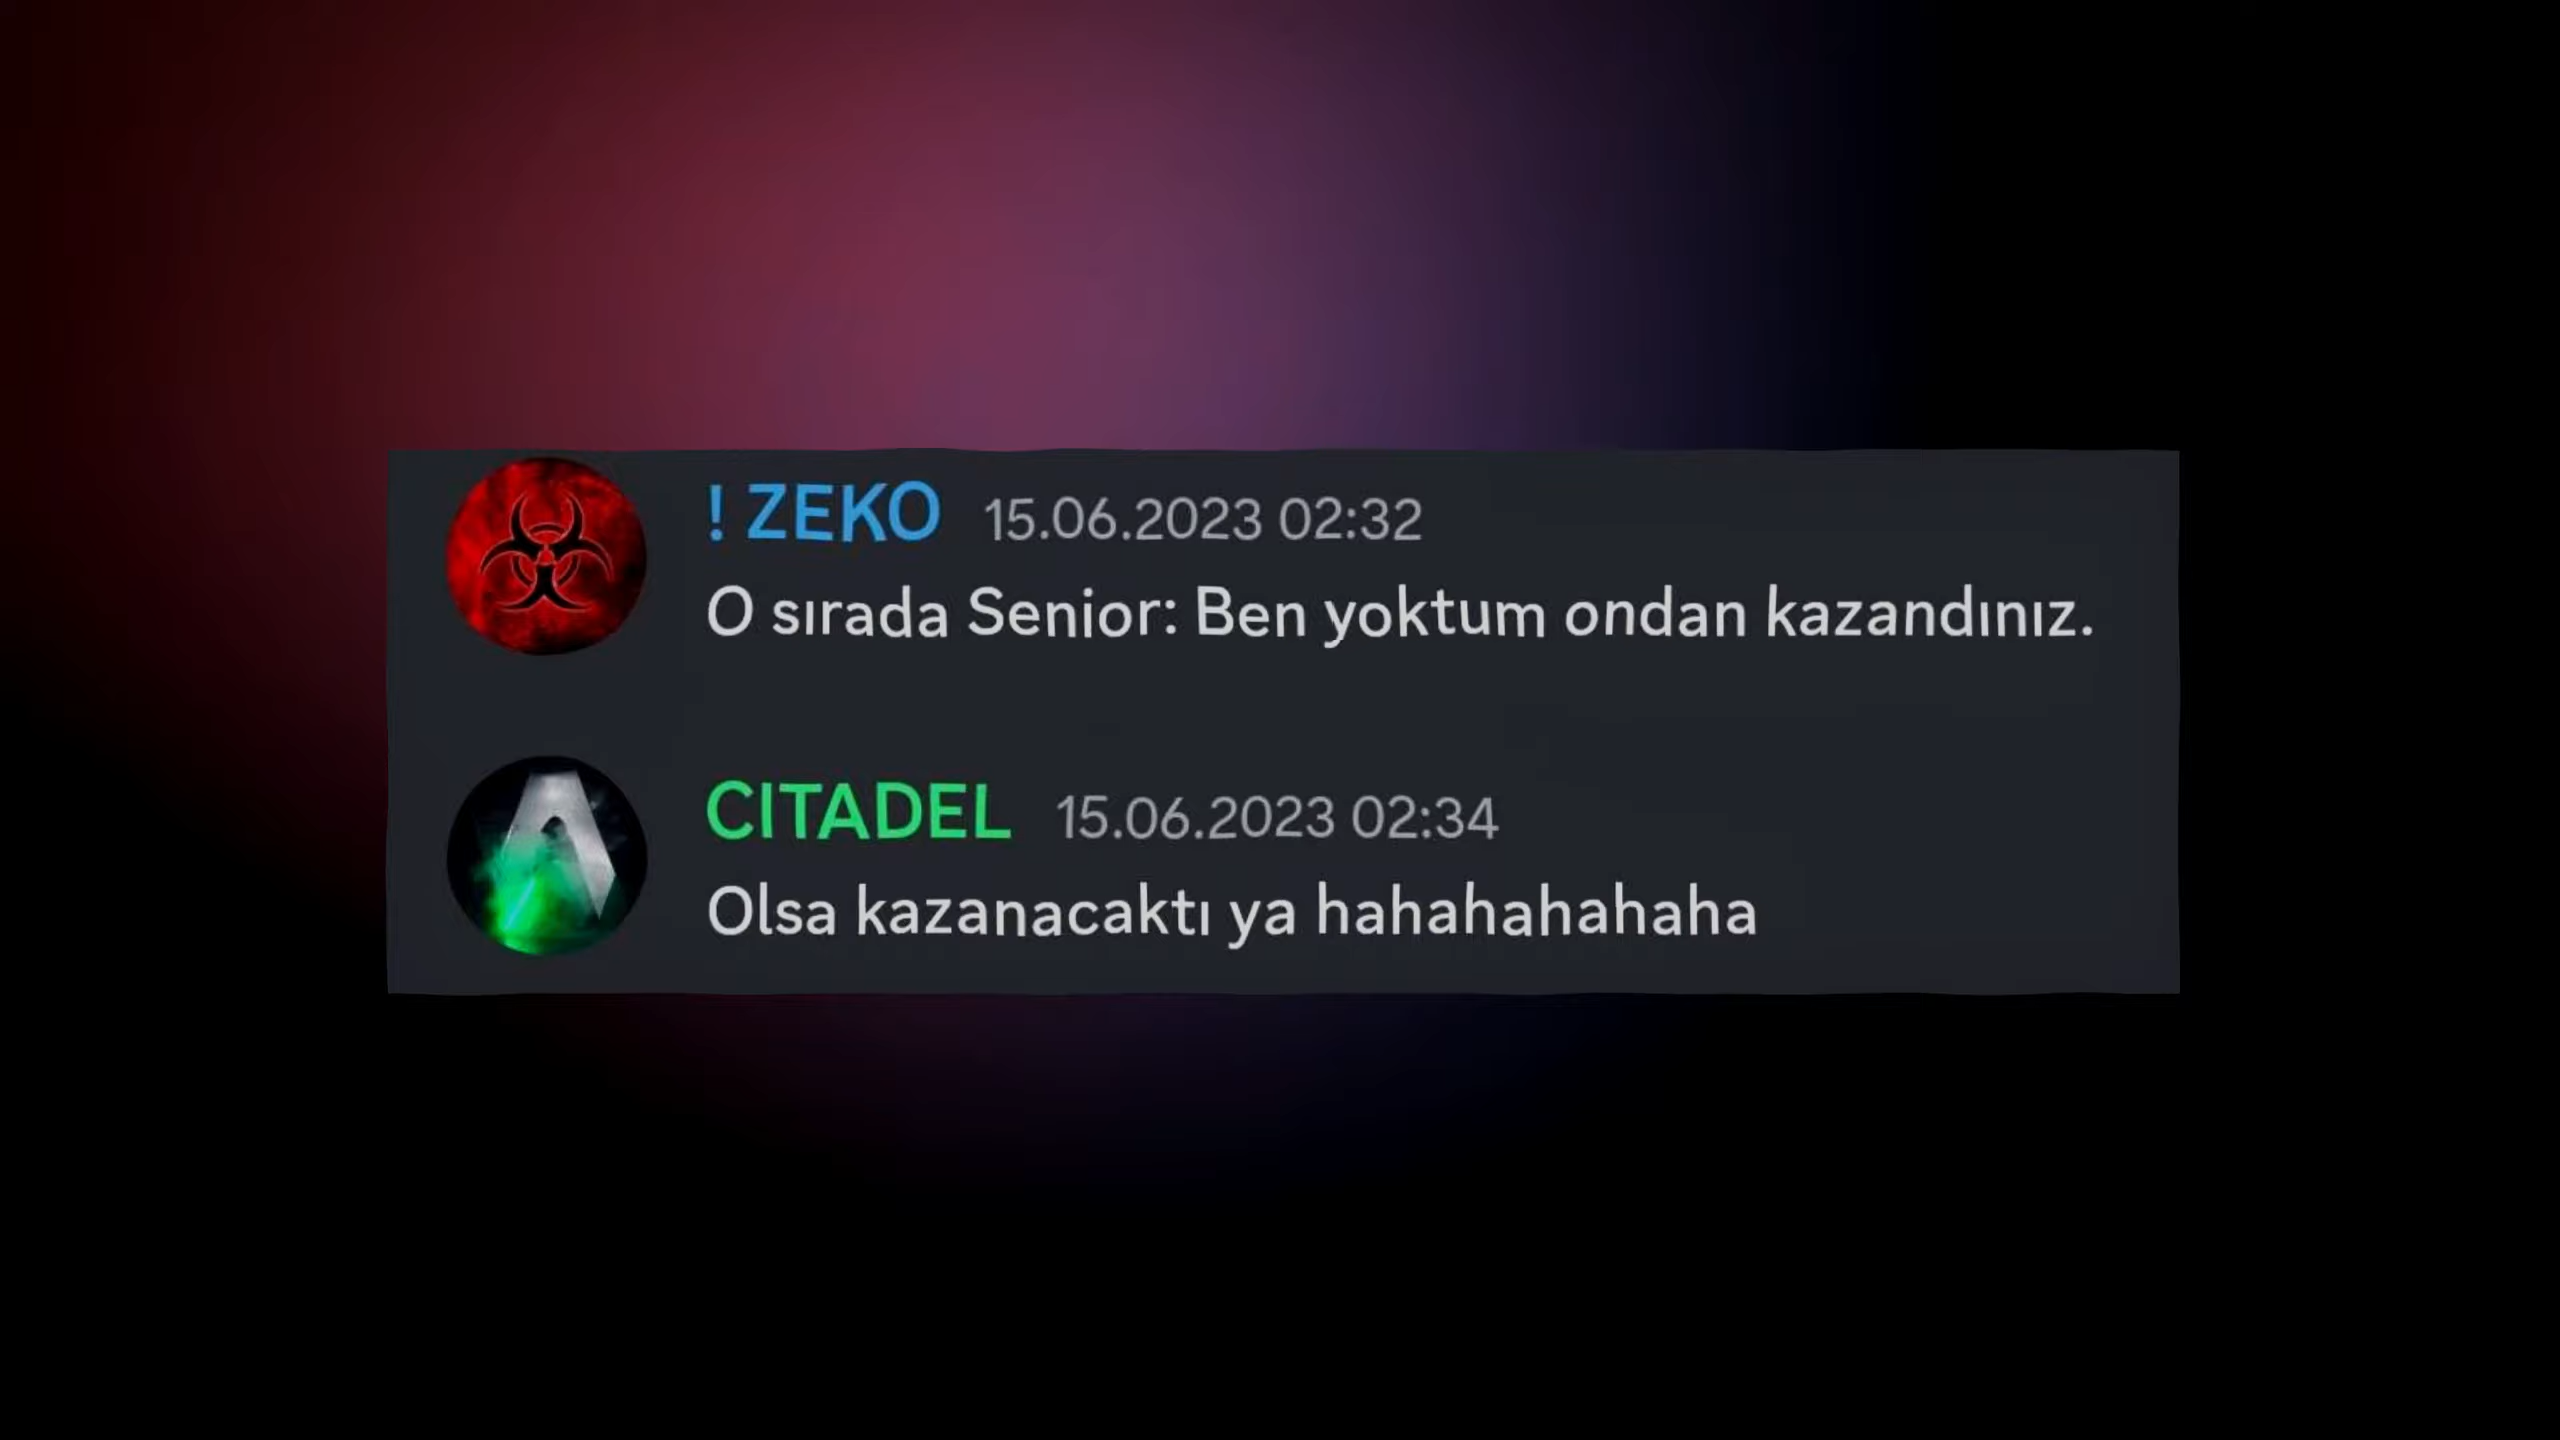 ! ZEKO 15.06.2023 02:32
O sırada Senior: Ben yoktum ondan kazandınız.
CITADEL 15.06.2023 02:34
Olsa kazanacaktı ya hahahahahaha